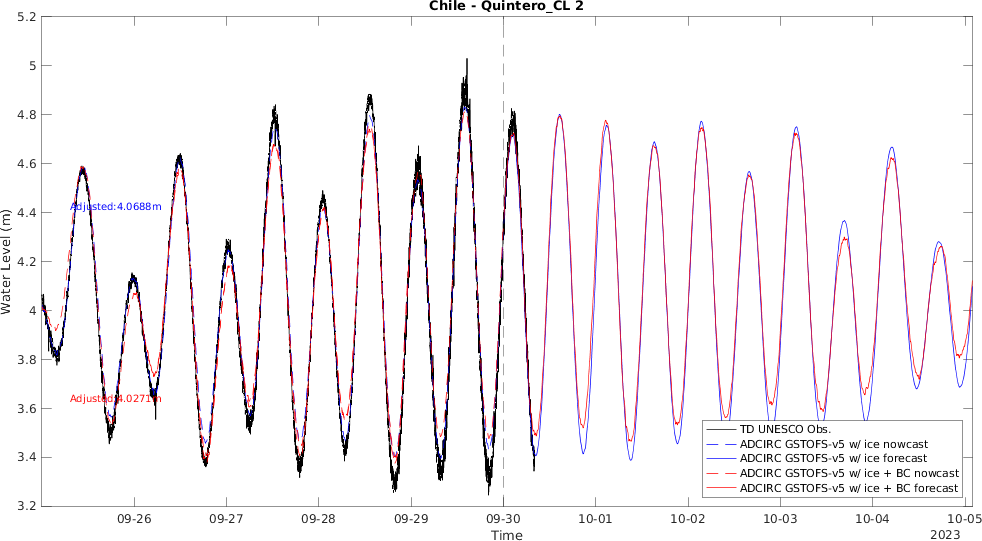 Chile - Quintero_CL 2
5.2
5
4.8
4.6
4.4
4.2
4
3.8
3.6
3.4
3.2
Water Level (m)
Adjusted:4.0688m
Adjusted:4.0271m
TD UNESCO Obs.
ADCIRC GSTOFS-v5 w/ ice nowcast
ADCIRC GSTOFS-v5 w/ ice forecast
ADCIRC GSTOFS-v5 w/ ice + BC nowcast
ADCIRC GSTOFS-v5 w/ ice + BC forecast
09-26 09-27 09-28 09-29 09-30 10-01 10-02 10-03 10-04 10-05
Time
2023